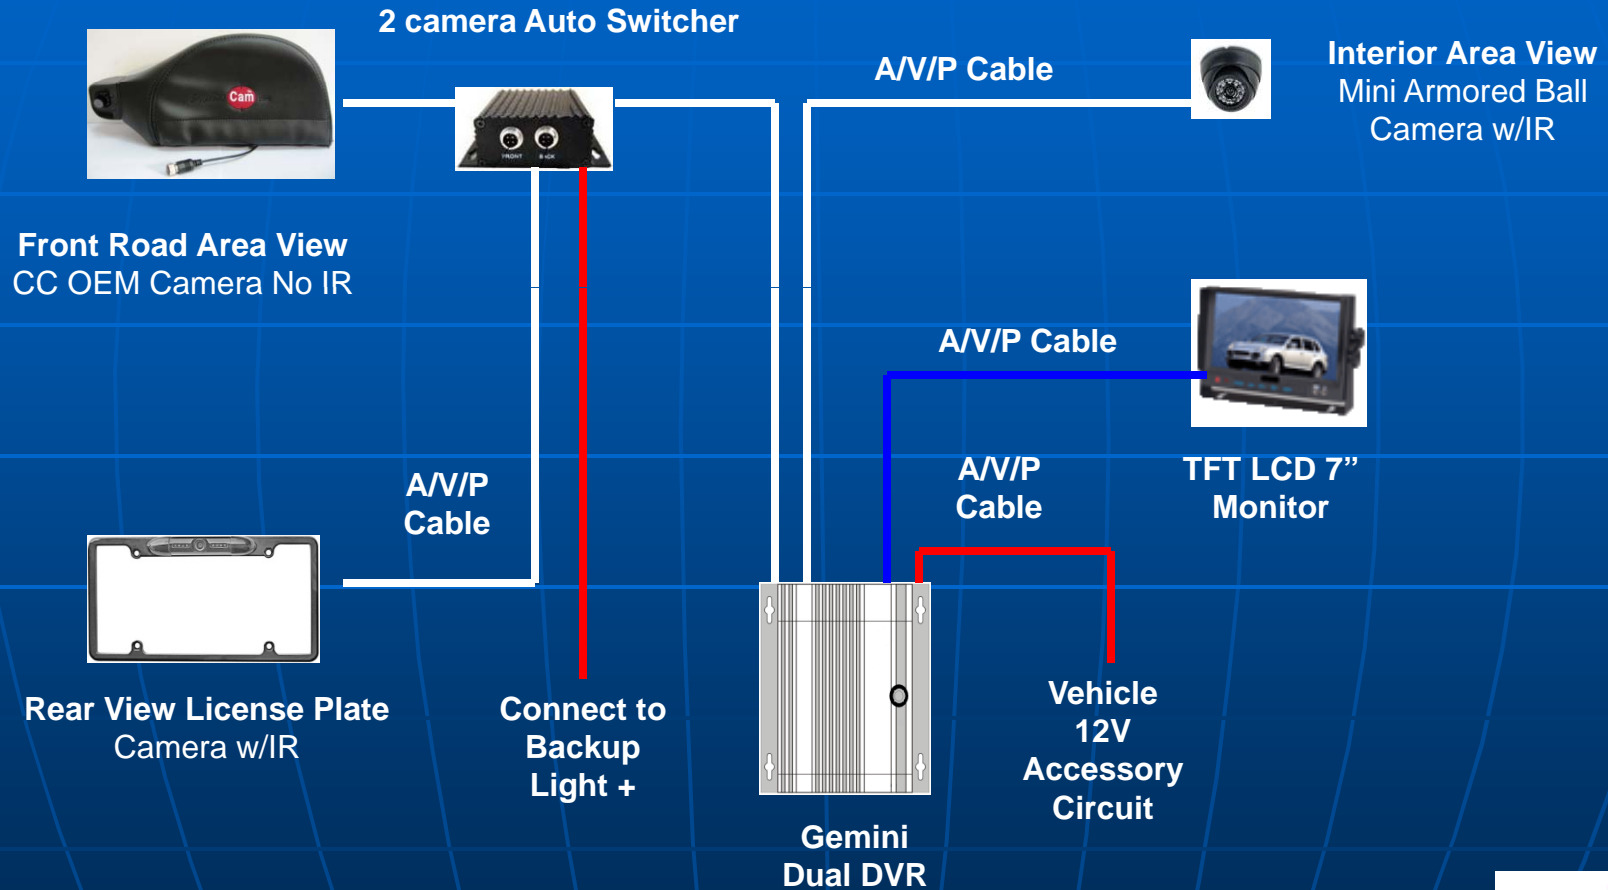 2 camera Auto Switcher
Cam
FRONT
BACK
A/V/P Cable
Interior Area View
Mini Armored Ball
Camera w/IR
Front Road Area View
CC OEM Camera No IR
A/V/P Cable
A/V/P
Cable
A/V/P
Cable
TFT LCD 7”
Monitor
Rear View License Plate
Camera w/IR
Connect to
Backup
Light +
Vehicle
12V
Accessory
Circuit
Gemini
Dual DVR